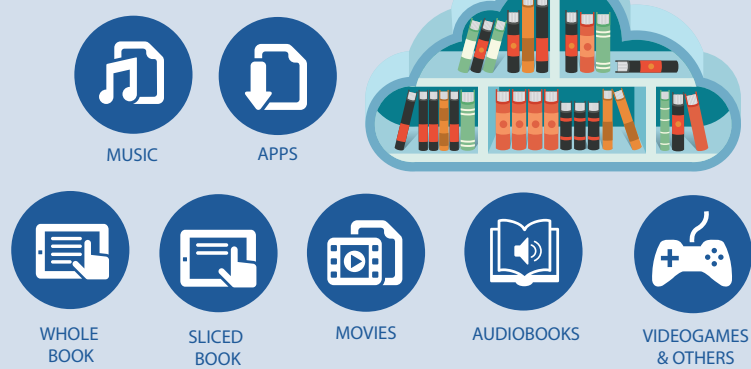 MUSIC
APPS
WHOLE
BOOK
SLICED
BOOK
MOVIES
AUDIOBOOKS
VIDEOGAMES
& OTHERS